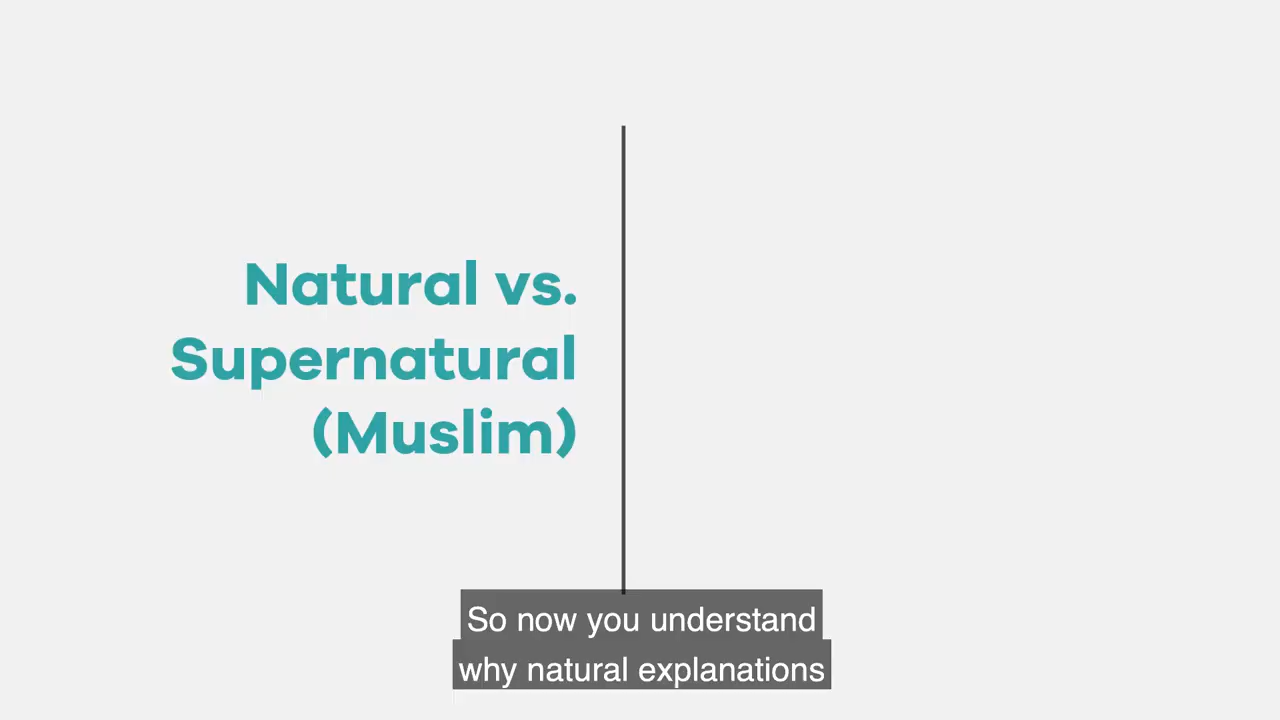 Natural vs.
Supernatural
(Muslim)
So now you understand
why natural explanations